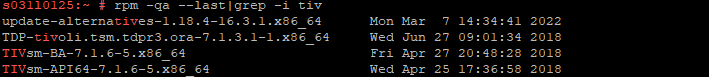 s03110125:~ # rpm -qa --last|grep -i tiv
update-alternatives-1.18.4-16.3.1.x86_64 Mon Mar 7 14:34:41 2022
TDP-tivoli.tsm.tdpr3.ora-7.1.3.1-1.x86_64 Wed Jun 27 09:01:34 2018
TIVsm-BA-7.1.6-5.x86_64 Fri Apr 27 20:48:28 2018
TIVsm-API64-7.1.6-5.x86_64 Wed Apr 25 17:36:58 2018